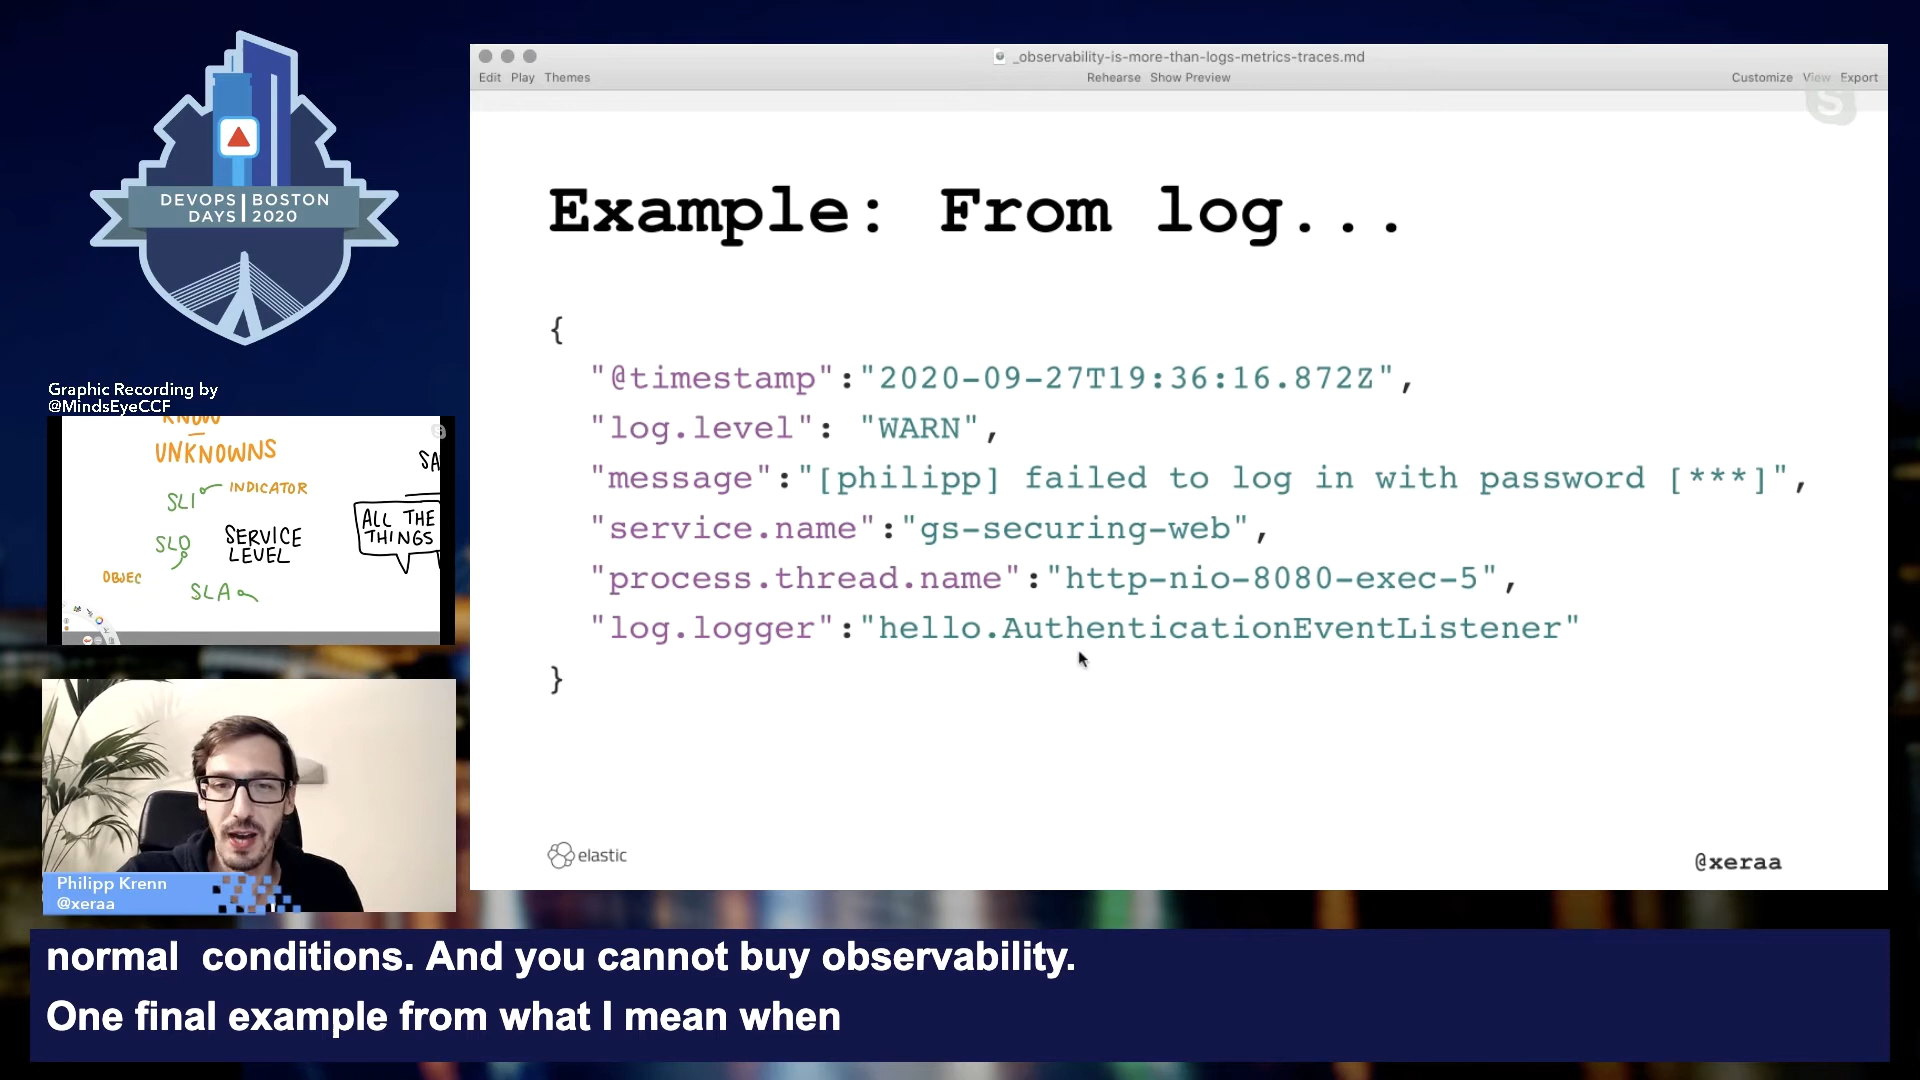 DEVOPS BOSTON
DAYS 2020
Graphic Recording by
@MindsEyeCCF
KNOW
UNKNOWNS
SLI
INDICATOR
SLO
SERVICE
LEVEL
OBJEC
SLA
SA
ALL THE
THINGS
Philipp Krenn
@xeraa
_observability-is-more-than-logs-metrics-traces.md
Edit Play Themes
Rehearse Show Preview
Customize View Export
S
Example: From log...
{
"@timestamp":"2020-09-27T19:36:16.872Z",
"log.level": "WARN",
"message":"[philipp] failed to log in with password [***]",
"service.name":"gs-securing-web",
"process.thread.name":"http-nio-8080-exec-5",
"log.logger":"hello.AuthenticationEventListener"
}
elastic
@xeraa
normal conditions. And you cannot buy observability.
One final example from what I mean when